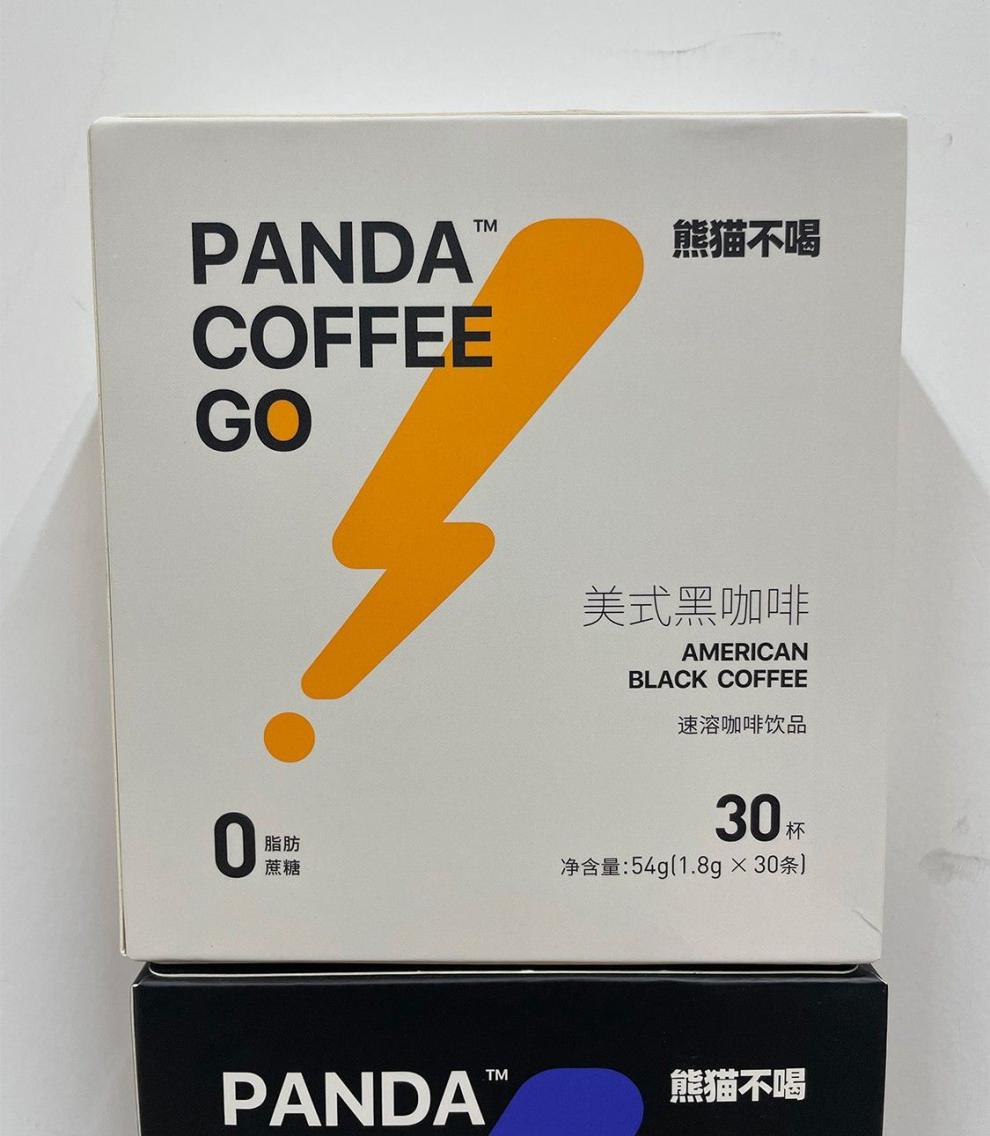 PANDA™
COFFEE
GO
熊猫不喝
美式黑咖啡
AMERICAN
BLACK COFFEE
速溶咖啡饮品
0 脂肪
蔗糖
30杯
净含量:54g(1.8g × 30条)
PANDA™
熊猫不喝